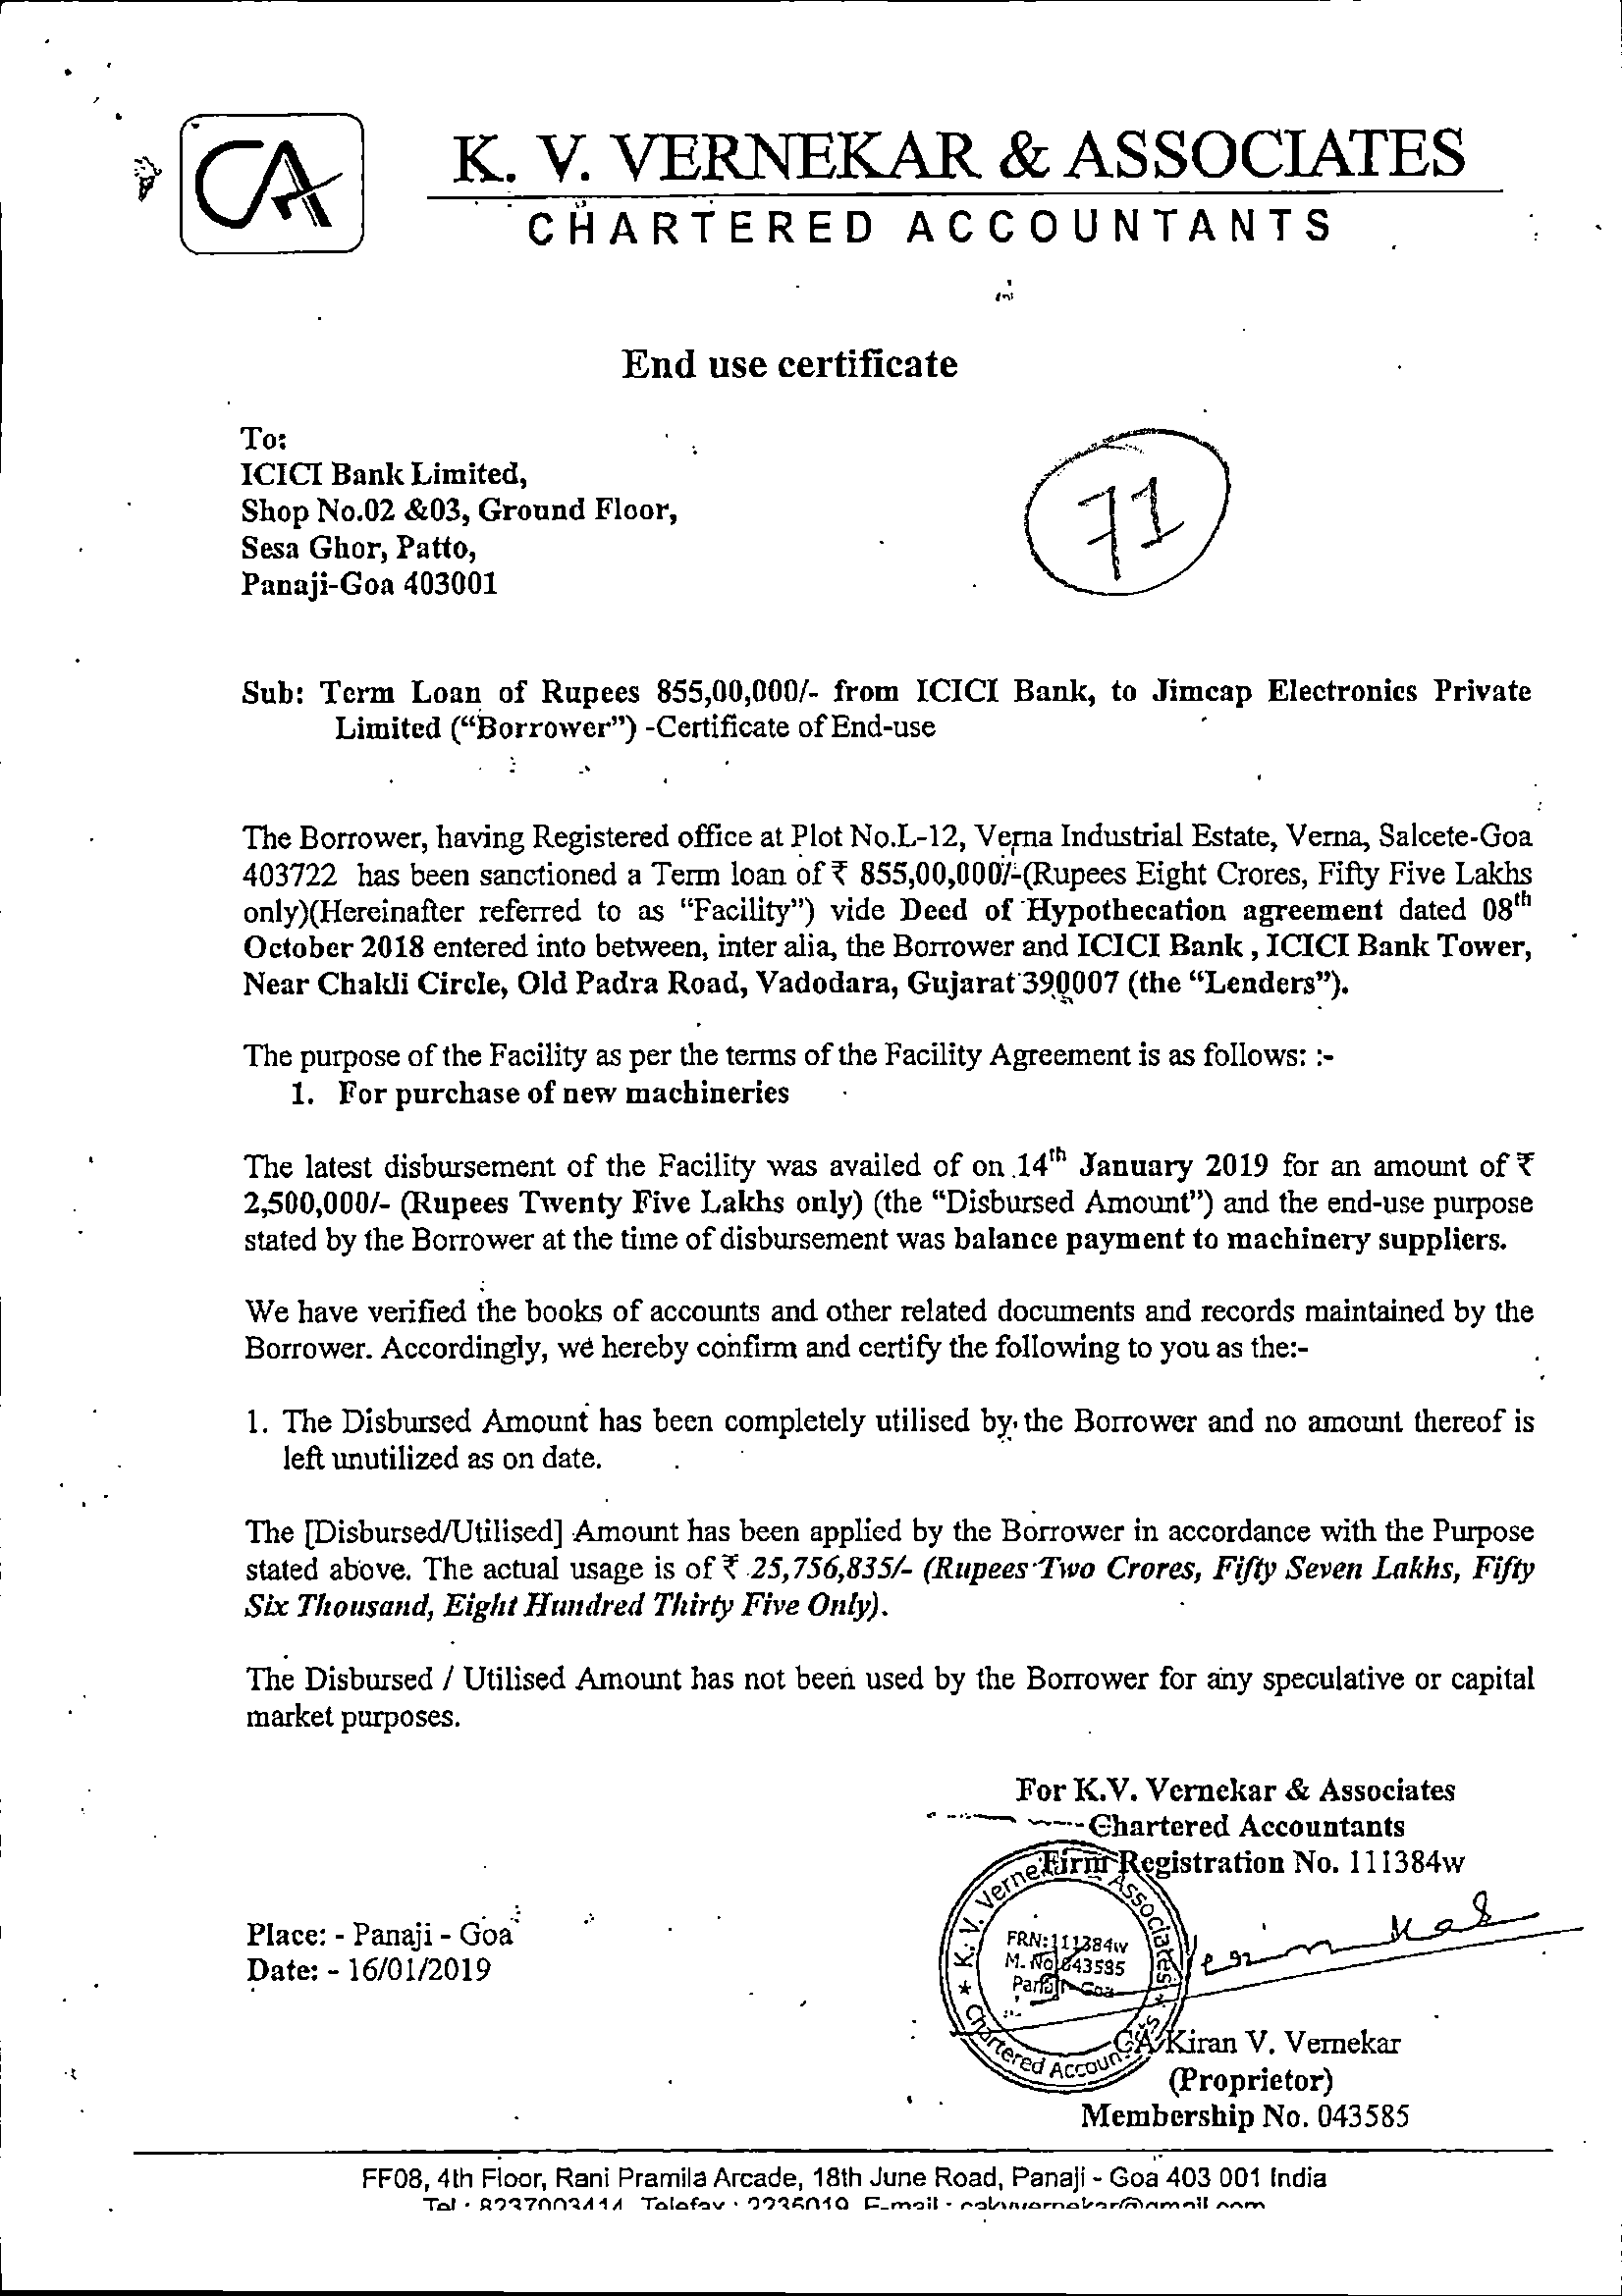 CA
K. V. VERNEKAR & ASSOCIATES
CHARTERED ACCOUNTANTS
End use certificate
To:
ICICI Bank Limited,
Shop No.02 &03, Ground Floor,
Sesa Ghor, Patto,
Panaji-Goa 403001
71
Sub: Term Loan of Rupees 855,00,000/- from ICICI Bank, to Jimcap Electronics Private
Limited ("Borrower") -Certificate of End-use
The Borrower, having Registered office at Plot No.L-12, Verna Industrial Estate, Verna, Salcete-Goa
403722 has been sanctioned a Term loan of ₹ 855,00,000/-(Rupees Eight Crores, Fifty Five Lakhs
only)(Hereinafter referred to as "Facility") vide Deed of Hypothecation agreement dated 08th
October 2018 entered into between, inter alia, the Borrower and ICICI Bank , ICICI Bank Tower,
Near Chakli Circle, Old Padra Road, Vadodara, Gujarat 390007 (the "Lenders").
The purpose of the Facility as per the terms of the Facility Agreement is as follows: :-
1. For purchase of new machineries
The latest disbursement of the Facility was availed of on 14th January 2019 for an amount of ₹
2,500,000/- (Rupees Twenty Five Lakhs only) (the "Disbursed Amount") and the end-use purpose
stated by the Borrower at the time of disbursement was balance payment to machinery suppliers.
We have verified the books of accounts and other related documents and records maintained by the
Borrower. Accordingly, we hereby confirm and certify the following to you as the:-
1. The Disbursed Amount has been completely utilised by the Borrower and no amount thereof is
left unutilized as on date.
The [Disbursed/Utilised] Amount has been applied by the Borrower in accordance with the Purpose
stated above. The actual usage is of ₹ 25,756,835/- (Rupees Two Crores, Fifty Seven Lakhs, Fifty
Six Thousand, Eight Hundred Thirty Five Only).
The Disbursed / Utilised Amount has not been used by the Borrower for any speculative or capital
market purposes.
For K.V. Vernekar & Associates
Chartered Accountants
Firm Registration No. 111384w
K. V. Vernekar Associates
FRN:111384w
M. No 043585
Goa
Chartered
Place: - Panaji - Goa
Date: - 16/01/2019
CA Kiran V. Vernekar
(Proprietor)
Membership No. 043585
FF08, 4th Floor, Rani Pramila Arcade, 18th June Road, Panaji - Goa 403 001 India